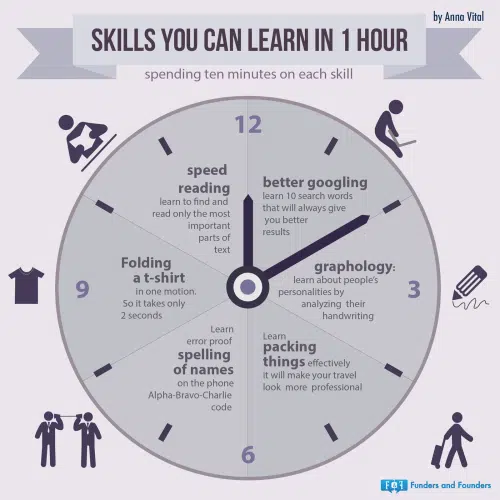 by Anna Vital
SKILLS YOU CAN LEARN IN 1 HOUR
spending ten minutes on each skill
12
better googling
learn 10 search words
that will always give
you better
results
graphology:
learn about people's
personalities by
analyzing their
handwriting
3
Learn
packing
things effectively
it will make your travel
look more professional
6
Learn
error proof
spelling
of names
on the phone
Alpha-Bravo-Charlie
code
9
Folding
a t-shirt
in one motion.
So it takes only
2 seconds
speed
reading
learn to find and
read only the most
important
parts of
text
F&F Funders and Founders